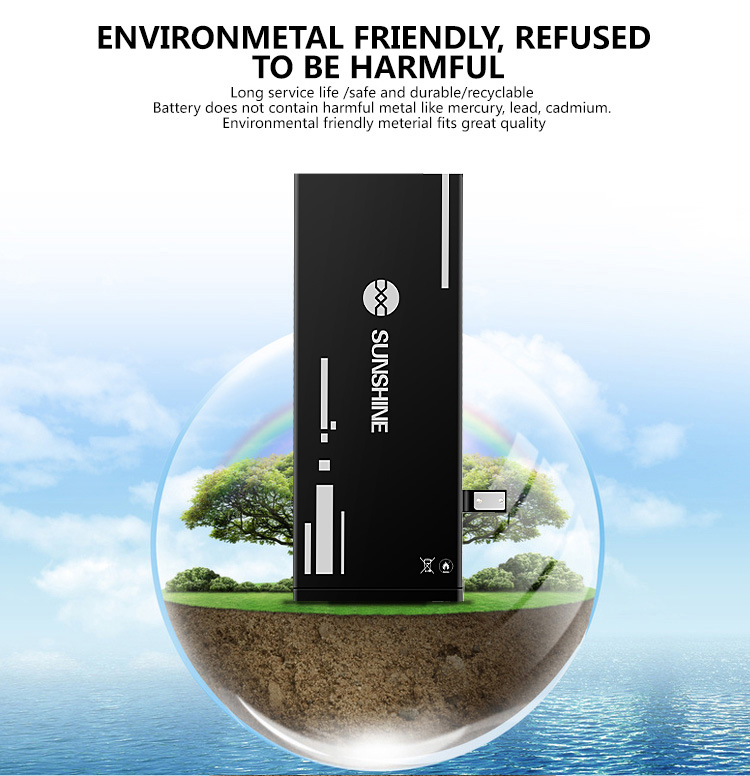 ENVIRONMETAL FRIENDLY, REFUSED
TO BE HARMFUL
Long service life /safe and durable/recyclable
Battery does not contain harmful metal like mercury, lead, cadmium.
Environmental friendly meterial fits great quality
SUNSHINE